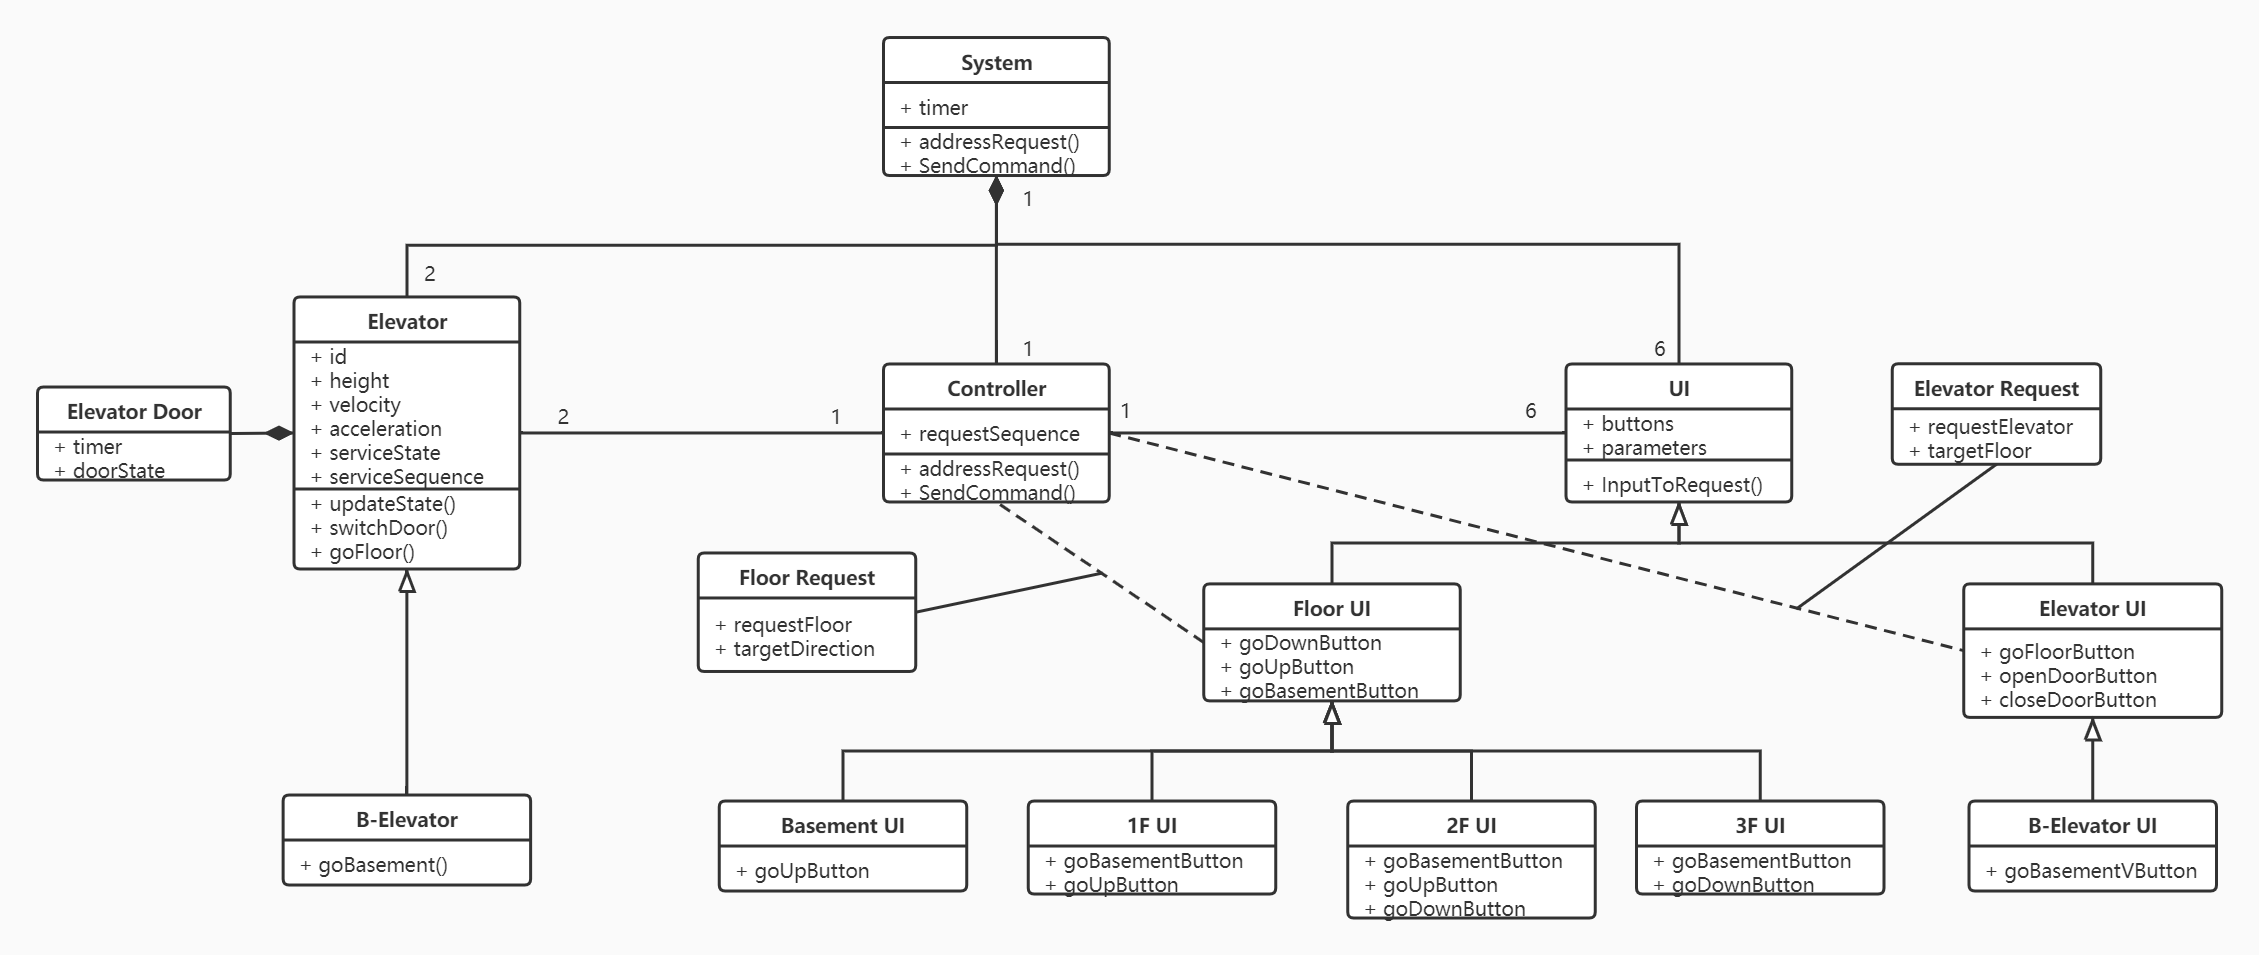 System
+ timer
+ addressRequest()
+ SendCommand()
1
2
Elevator
+ id
+ height
+ velocity
+ acceleration
+ serviceState
+ serviceSequence
+ updateState()
+ switchDoor()
+ goFloor()
Elevator Door
+ timer
+ doorState
2
1
1
Controller
+ requestSequence
+ addressRequest()
+ SendCommand()
1
6
6
UI
+ buttons
+ parameters
+ InputToRequest()
Elevator Request
+ requestElevator
+ targetFloor
Floor Request
+ requestFloor
+ targetDirection
Floor UI
+ goDownButton
+ goUpButton
+ goBasementButton
Elevator UI
+ goFloorButton
+ openDoorButton
+ closeDoorButton
B-Elevator
+ goBasement()
Basement UI
+ goUpButton
1F UI
+ goBasementButton
+ goUpButton
2F UI
+ goBasementButton
+ goUpButton
+ goDownButton
3F UI
+ goBasementButton
+ goDownButton
B-Elevator UI
+ goBasementVButton